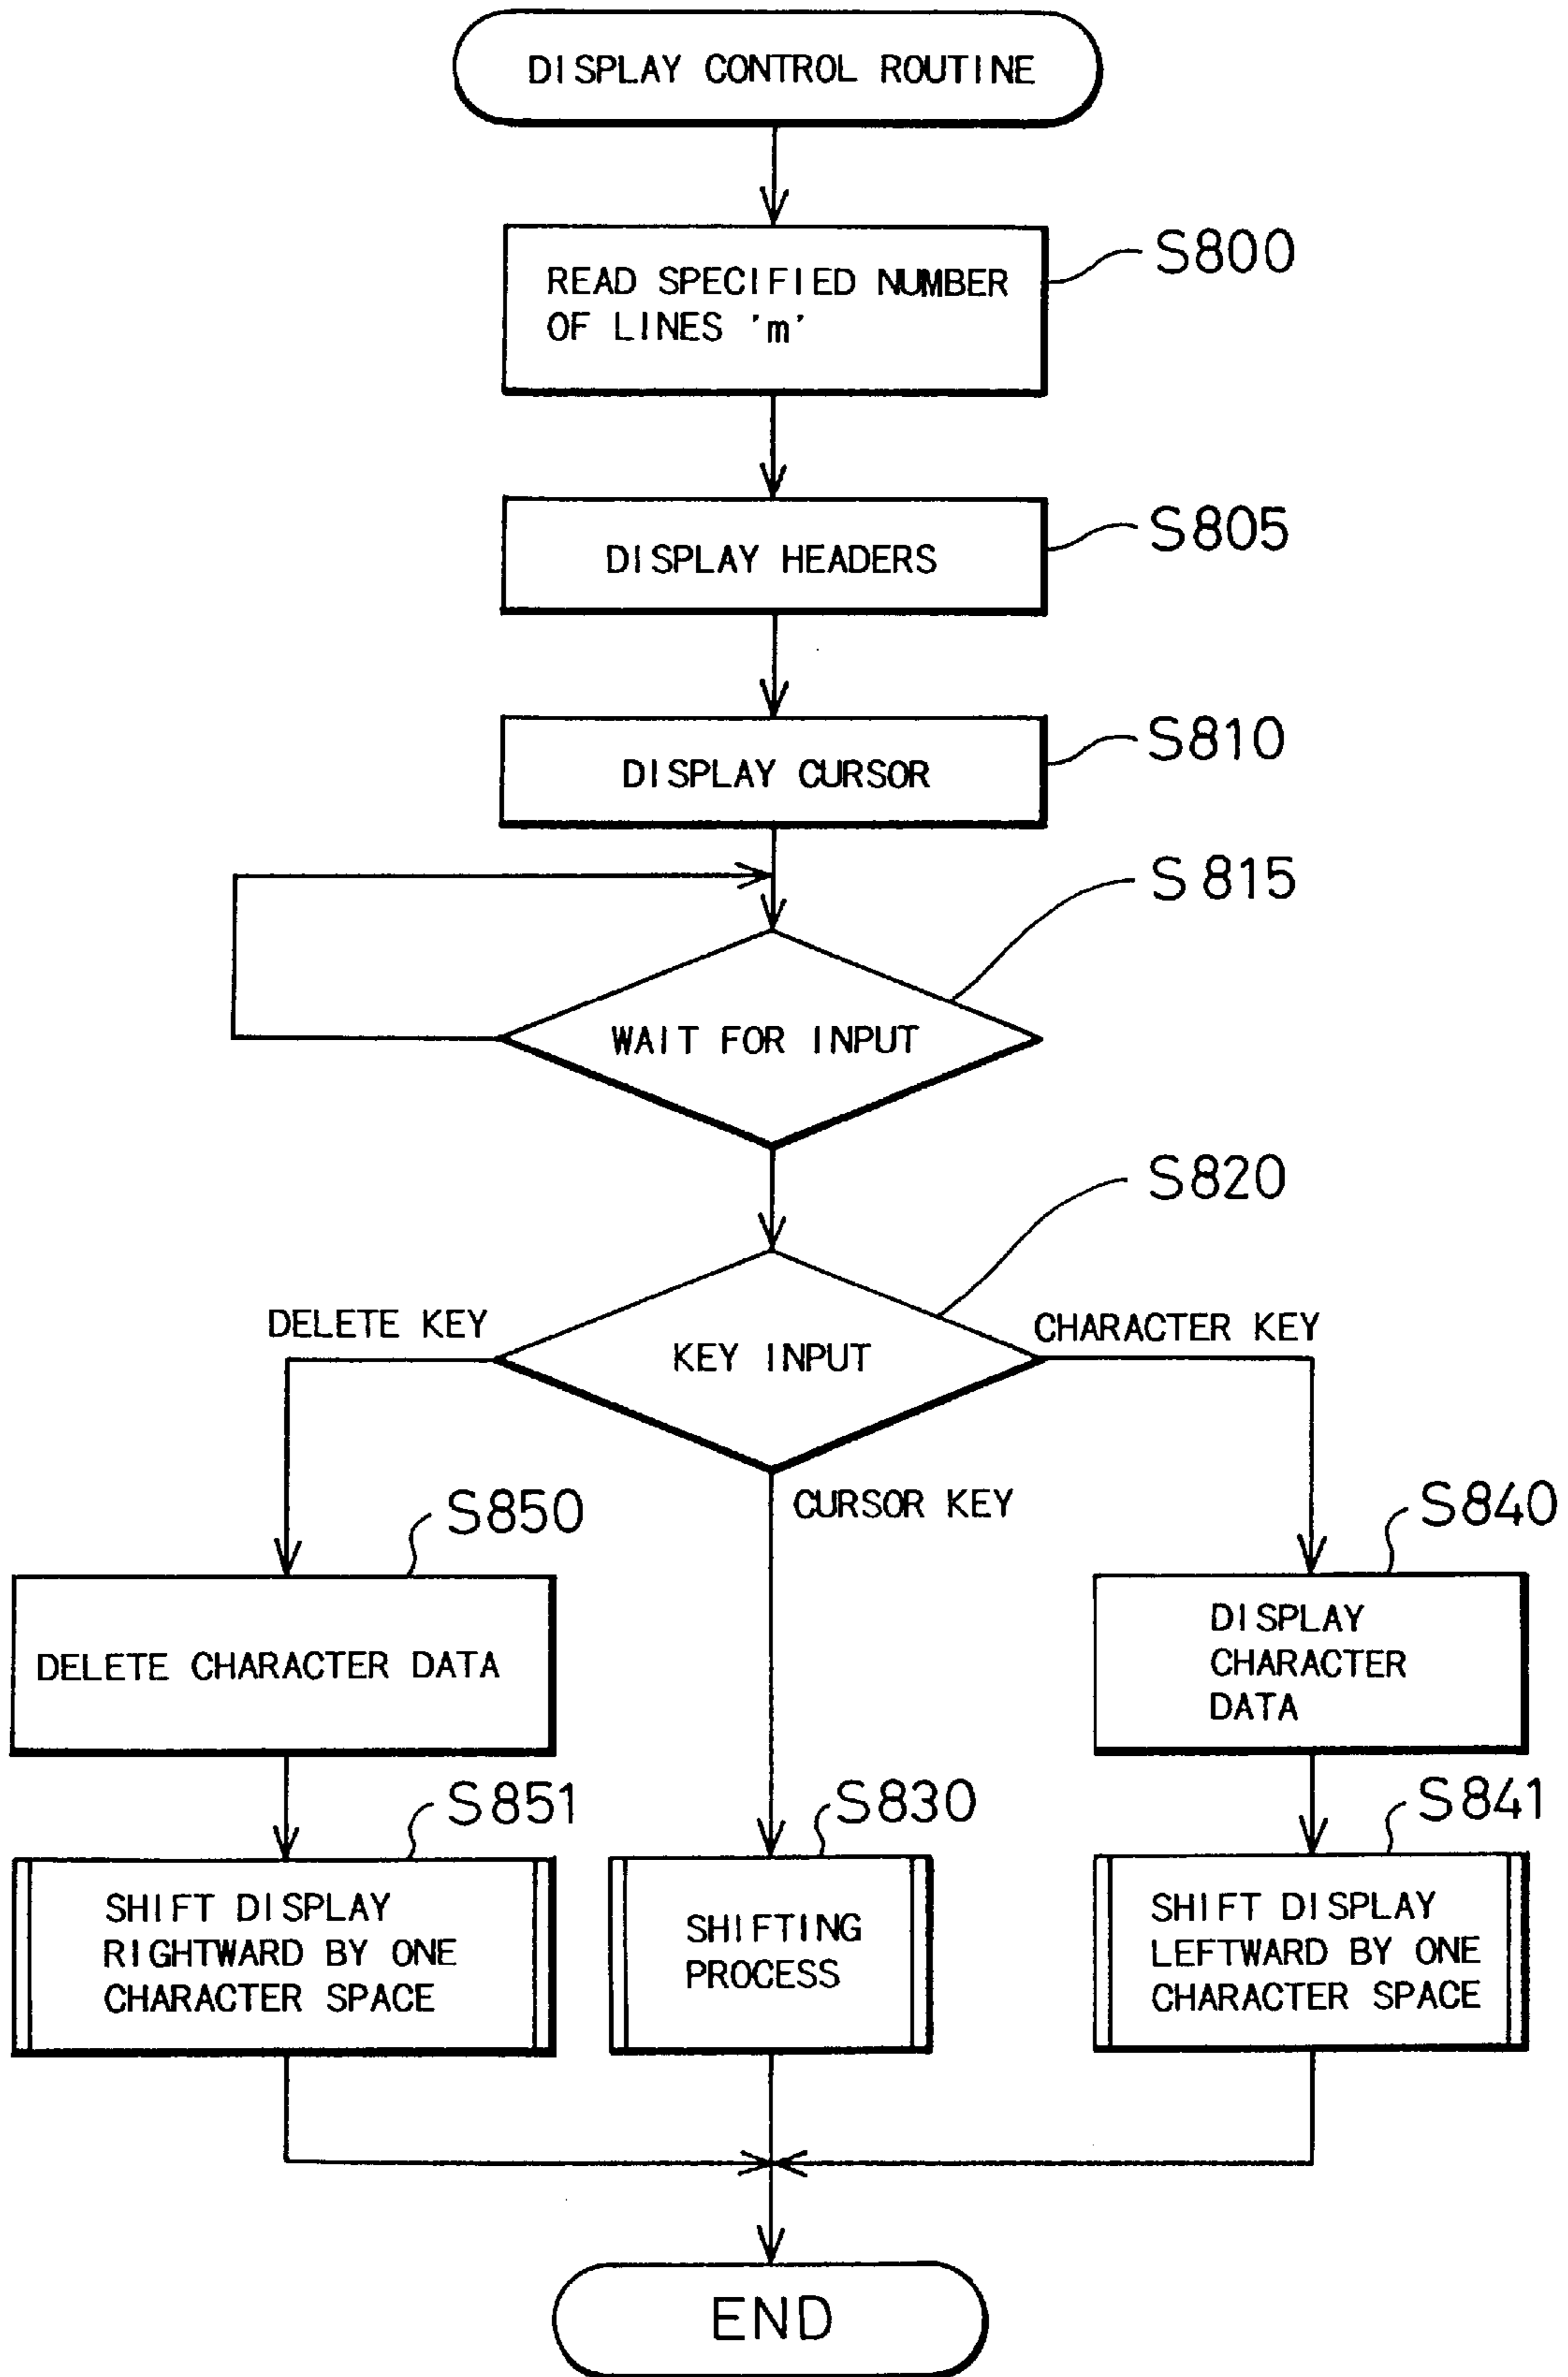 DISPLAY CONTROL ROUTINE
S800
READ SPECIFIED NUMBER
OF LINES 'm'
S805
DISPLAY HEADERS
S810
DISPLAY CURSOR
S815
WAIT FOR INPUT
S820
DELETE KEY
CHARACTER KEY
KEY INPUT
CURSOR KEY
S850
DELETE CHARACTER DATA
S840
DISPLAY
CHARACTER
DATA
S851
SHIFT DISPLAY
RIGHTWARD BY ONE
CHARACTER SPACE
S830
SHIFTING
PROCESS
S841
SHIFT DISPLAY
LEFTWARD BY ONE
CHARACTER SPACE
END